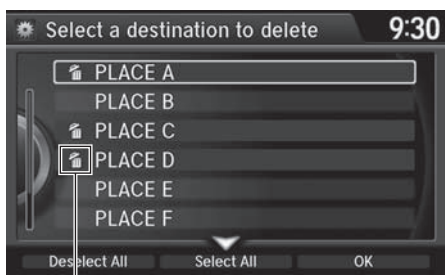 Select a destination to delete 9:30
PLACE A
PLACE B
PLACE C
PLACE D
PLACE E
PLACE F
Deselect All Select All OK